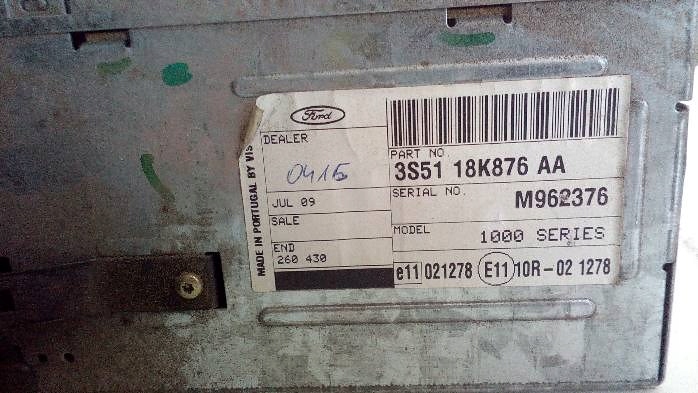 MADE IN PORTUGAL BY VIS
Ford
DEALER
0415
JUL 09
SALE
END
260 430
PART NO
3S51 18K876 AA
SERIAL NO.
M962376
MODEL
1000 SERIES
e11 021278 E11 10R-02 1278